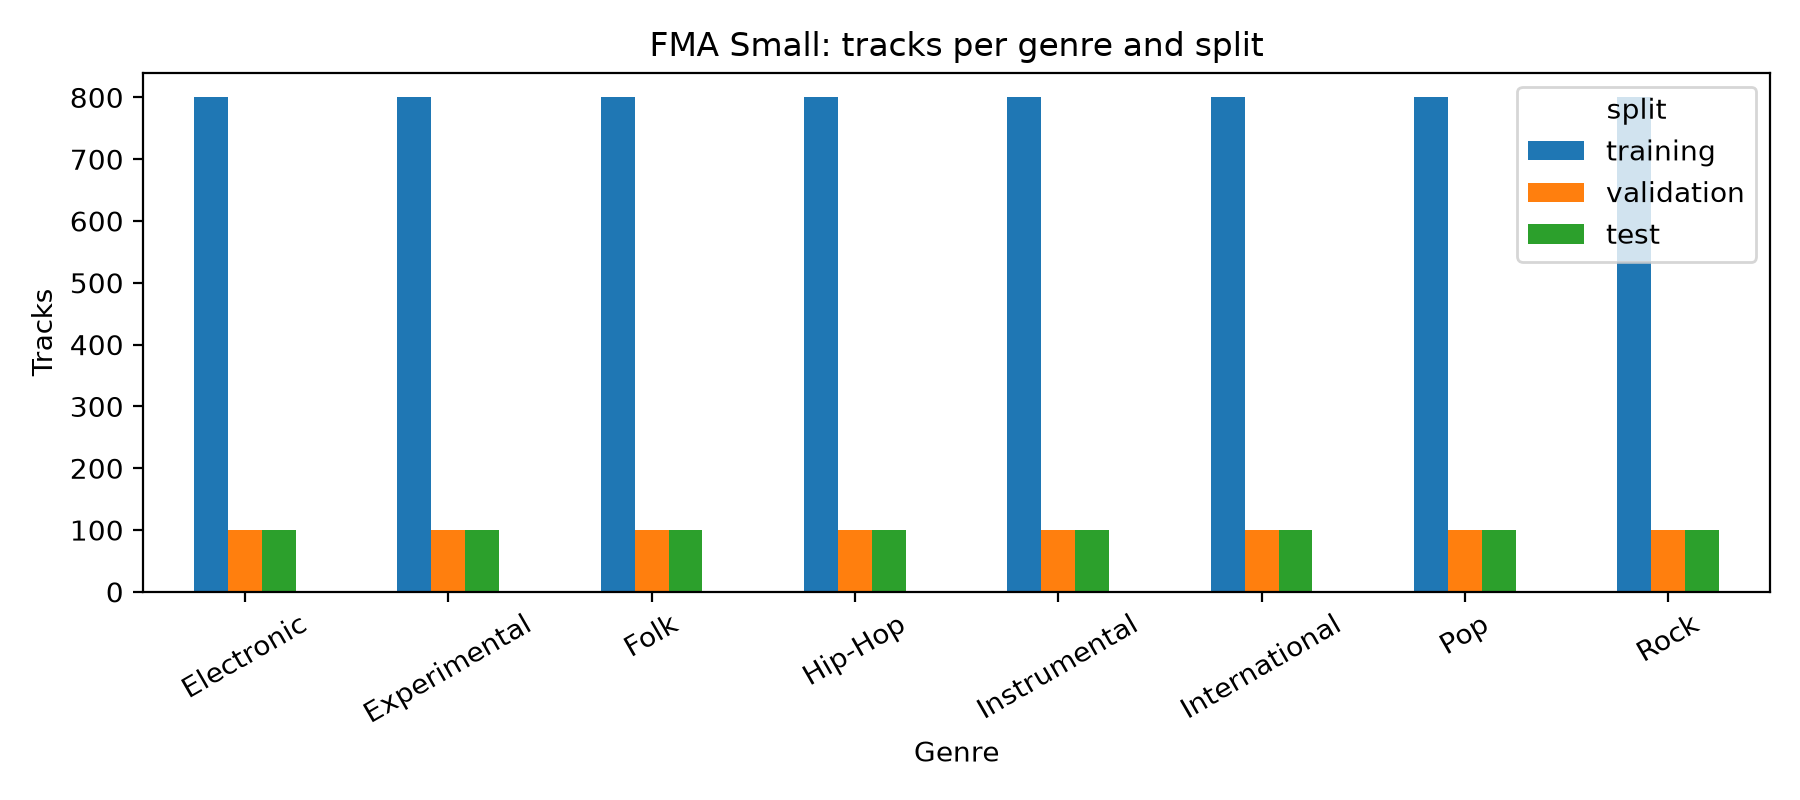 FMA Small: tracks per genre and split
split
training
validation
test
Tracks
800
700
600
500
400
300
200
100
0
Electronic
Experimental
Folk
Hip-Hop
Instrumental
International
Pop
Rock
Genre